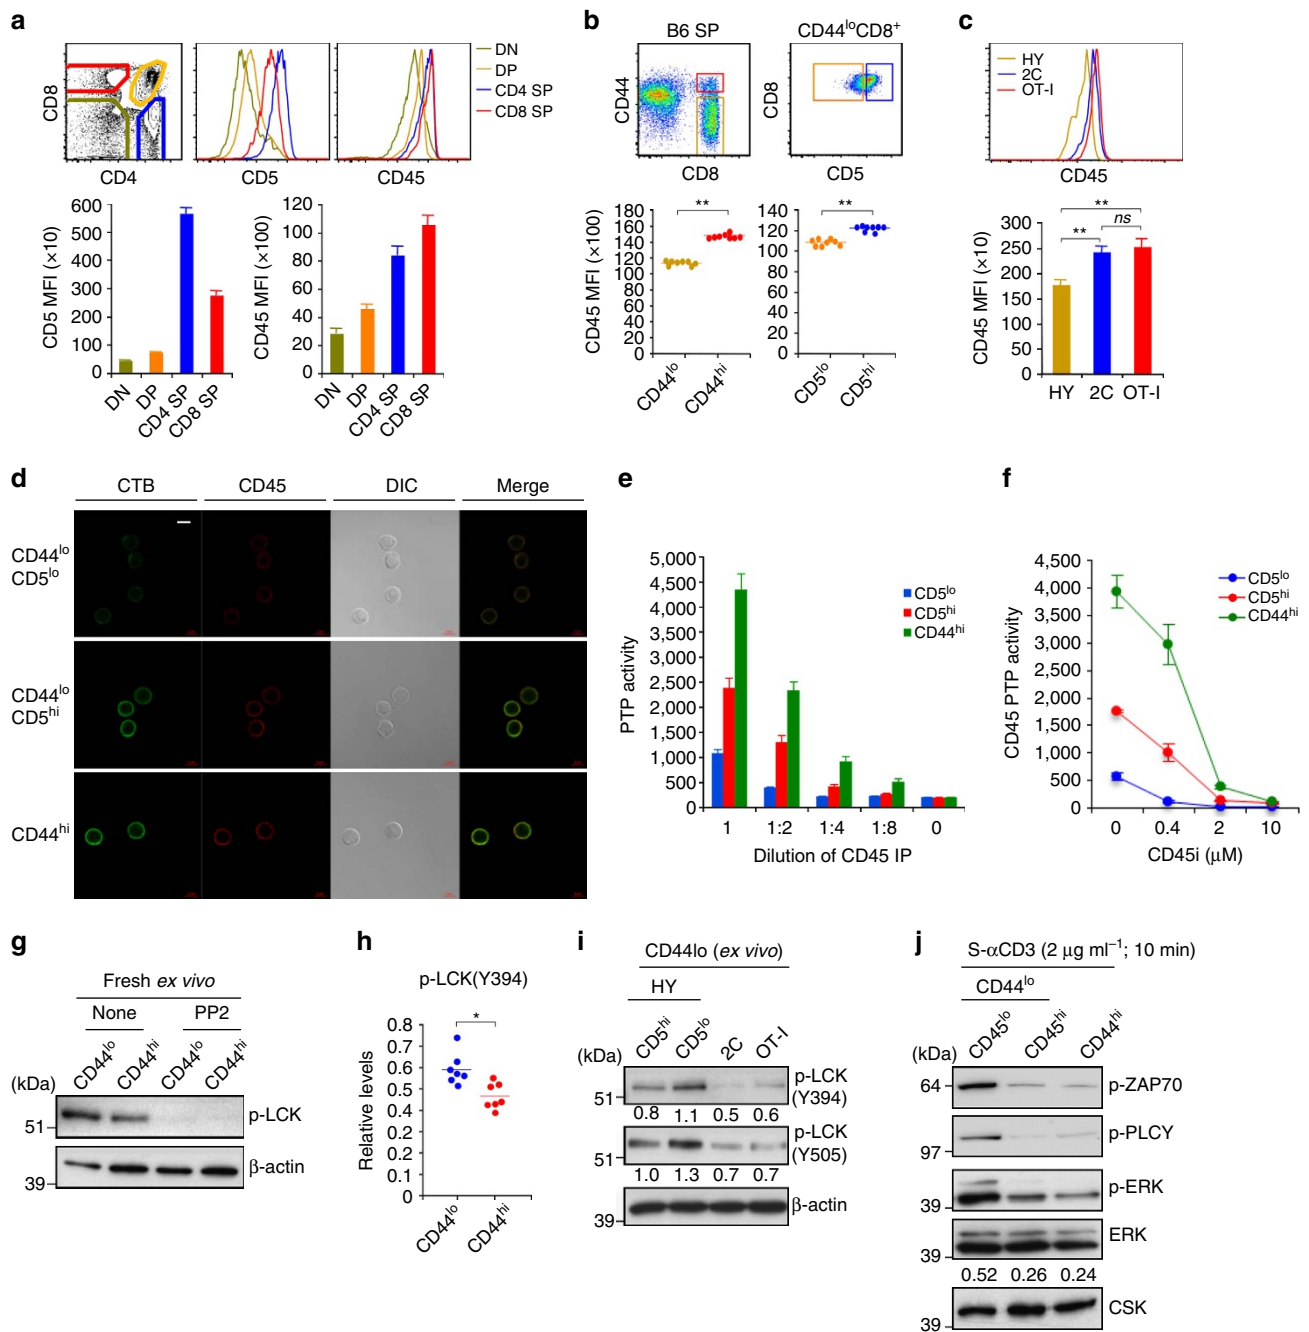 a
CD8
CD4
CD5
CD45
DN
DP
CD4 SP
CD8 SP
CD5 MFI (×10)
600
500
400
300
200
100
0
DN
DP
CD4 SP
CD8 SP
CD45 MFI (×100)
120
100
80
60
40
20
0
DN
DP
CD4 SP
CD8 SP
b
B6 SP
CD44loCD8+
CD44
CD8
CD8
CD5
CD45 MFI (×100)
180
160
140
120
100
80
60
40
20
0
**
CD44lo
CD44hi
140
120
100
80
60
40
20
0
**
CD5lo
CD5hi
c
HY
2C
OT-I
CD45
CD45 MFI (×10)
300
250
200
150
100
50
0
**
**
ns
HY 2C OT-I
d
CTB CD45 DIC Merge
CD44lo
CD5lo
CD44lo
CD5hi
CD44hi
e
PTP activity
5,000
4,500
4,000
3,500
3,000
2,500
2,000
1,500
1,000
500
0
CD5lo
CD5hi
CD44hi
1 1:2 1:4 1:8 0
Dilution of CD45 IP
f
CD45 PTP activity
4,500
4,000
3,500
3,000
2,500
2,000
1,500
1,000
500
0
CD5lo
CD5hi
CD44hi
0 0.4 2 10
CD45i (μM)
g
Fresh ex vivo
None PP2
CD44lo CD44hi CD44lo CD44hi
(kDa)
51
p-LCK
39
β-actin
h
p-LCK(Y394)
Relative levels
0.8
0.7
0.6
0.5
0.4
0.2
0.2
0.1
0
*
CD44lo
CD44hi
i
CD44lo (ex vivo)
HY
CD5hi CD5lo 2C OT-I
(kDa)
51
p-LCK
(Y394)
0.8 1.1 0.5 0.6
51
p-LCK
(Y505)
1.0 1.3 0.7 0.7
39
β-actin
j
S-αCD3 (2 μg ml−1; 10 min)
CD44lo
CD45lo CD45hi CD44hi
(kDa)
64
p-ZAP70
97
p-PLCY
39
p-ERK
39
ERK
0.52 0.26 0.24
39
CSK